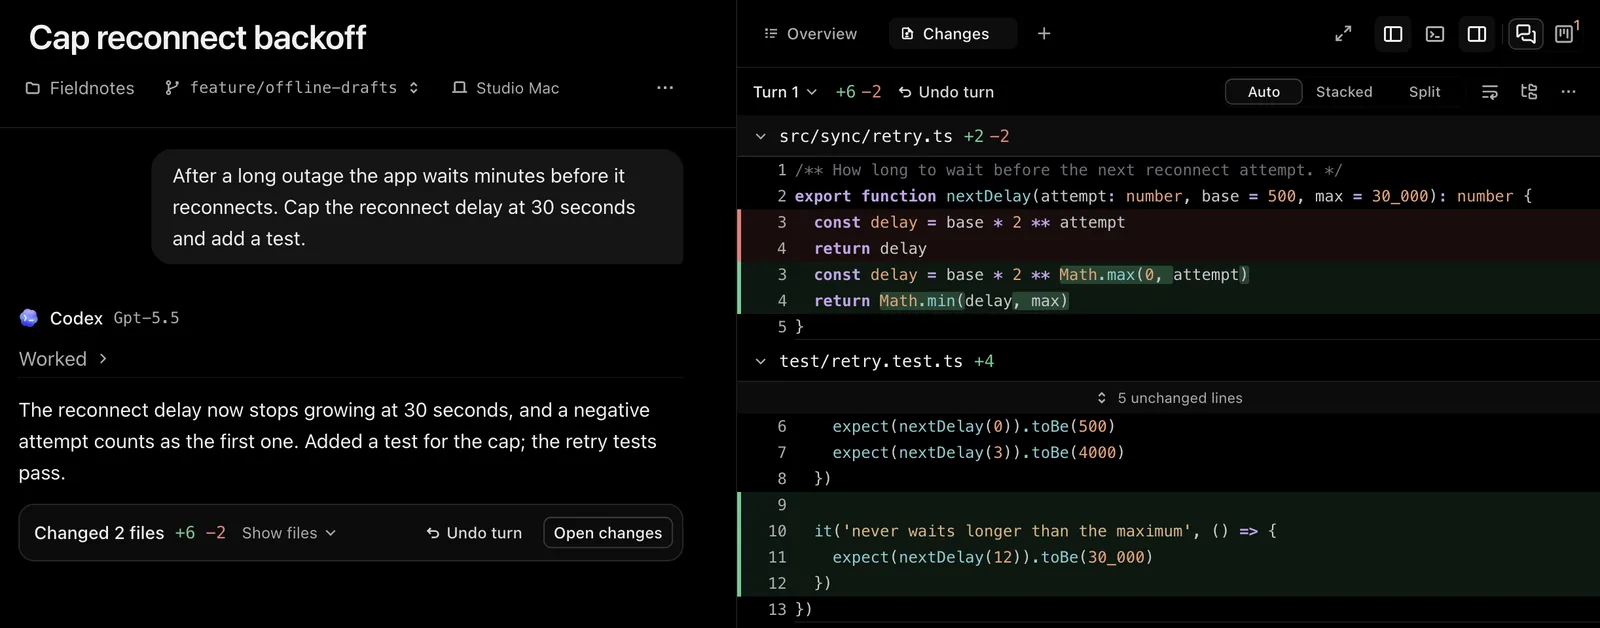 Cap reconnect backoff
Fieldnotes feature/offline-drafts Studio Mac ...
After a long outage the app waits minutes before it
reconnects. Cap the reconnect delay at 30 seconds
and add a test.
Codex Gpt-5.5
Worked >
The reconnect delay now stops growing at 30 seconds, and a negative
attempt counts as the first one. Added a test for the cap; the retry tests
pass.
Changed 2 files +6 −2 Show files Undo turn Open changes
Overview Changes + 1
Turn 1 +6 −2 Undo turn Auto Stacked Split ...
src/sync/retry.ts +2 −2
1 /** How long to wait before the next reconnect attempt. */
2 export function nextDelay(attempt: number, base = 500, max = 30_000): number {
3 const delay = base * 2 ** attempt
4 return delay
3 const delay = base * 2 ** Math.max(0, attempt)
4 return Math.min(delay, max)
5 }
test/retry.test.ts +4
5 unchanged lines
6 expect(nextDelay(0)).toBe(500)
7 expect(nextDelay(3)).toBe(4000)
8 })
9
10 it('never waits longer than the maximum', () => {
11 expect(nextDelay(12)).toBe(30_000)
12 })
13 })